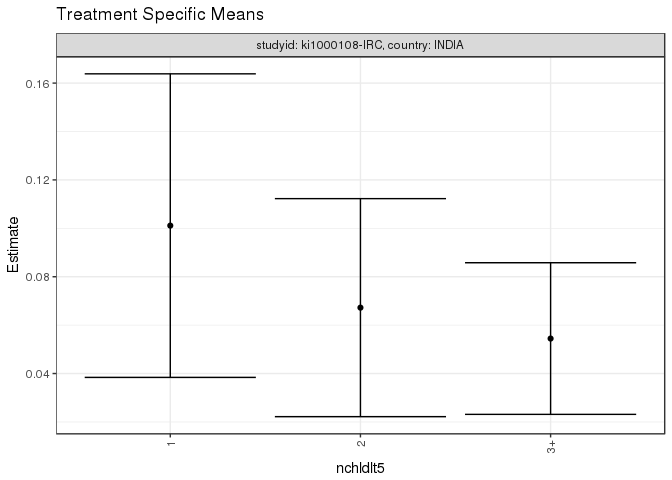 Treatment Specific Means
studyid: ki1000108-IRC, country: INDIA
Estimate
0.16
0.12
0.08
0.04
1
2
3+
nchldlt5